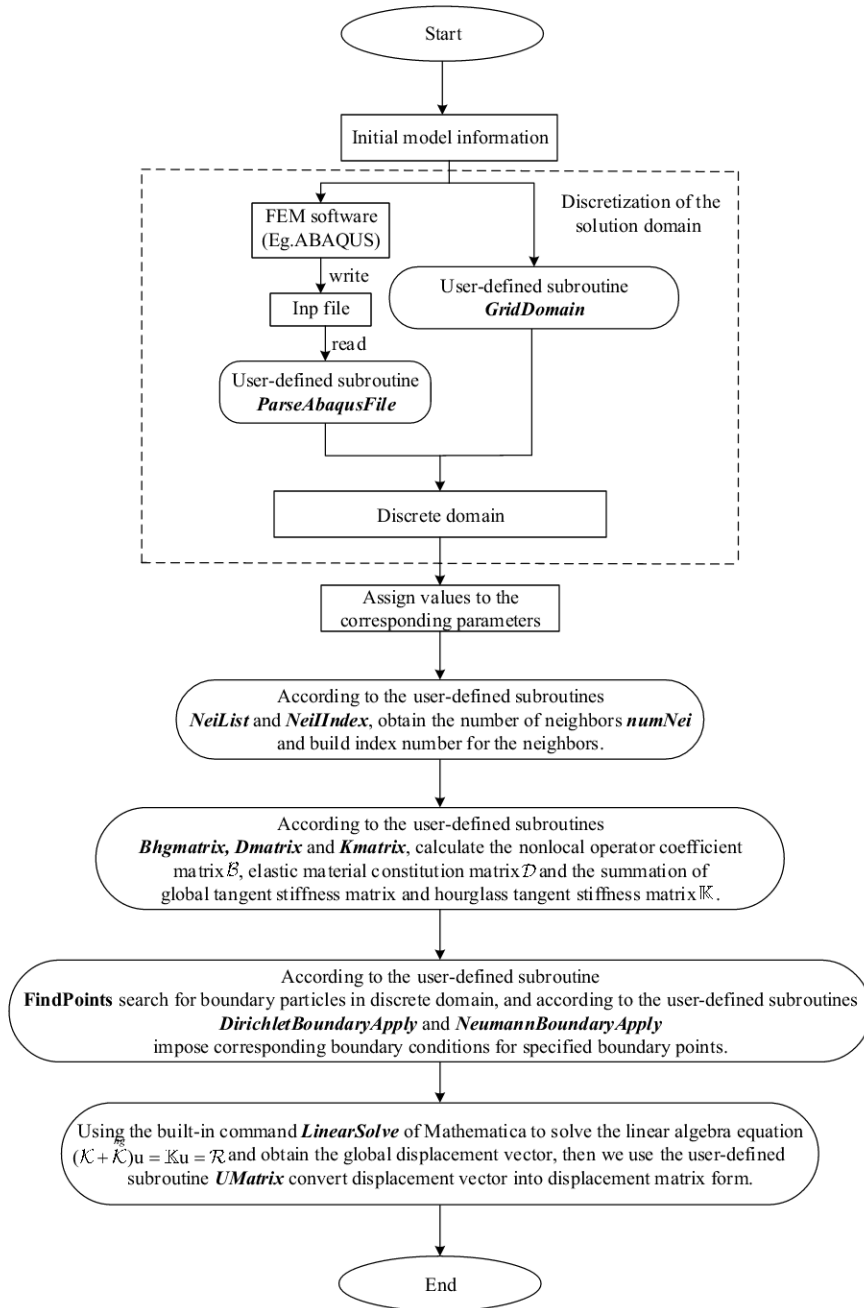 Start
Initial model information
Discretization of the
solution domain
FEM software
(Eg.ABAQUS)
write
Inp file
read
User-defined subroutine
ParseAbaqusFile
User-defined subroutine
GridDomain
Discrete domain
Assign values to the
corresponding parameters
According to the user-defined subroutines
NeiList and NeiIIndex, obtain the number of neighbors numNei
and build index number for the neighbors.
According to the user-defined subroutines
Bhgmatrix, Dmatrix and Kmatrix, calculate the nonlocal operator coefficient
matrix ℬ, elastic material constitution matrix 𝒟 and the summation of
global tangent stiffness matrix and hourglass tangent stiffness matrix 𝕂.
According to the user-defined subroutine
FindPoints search for boundary particles in discrete domain, and according to the user-defined subroutines
DirichletBoundaryApply and NeumannBoundaryApply
impose corresponding boundary conditions for specified boundary points.
Using the built-in command LinearSolve of Mathematica to solve the linear algebra equation
(𝒦 + 𝒦^hg)u = 𝕂u = ℛ and obtain the global displacement vector, then we use the user-defined
subroutine UMatrix convert displacement vector into displacement matrix form.
End